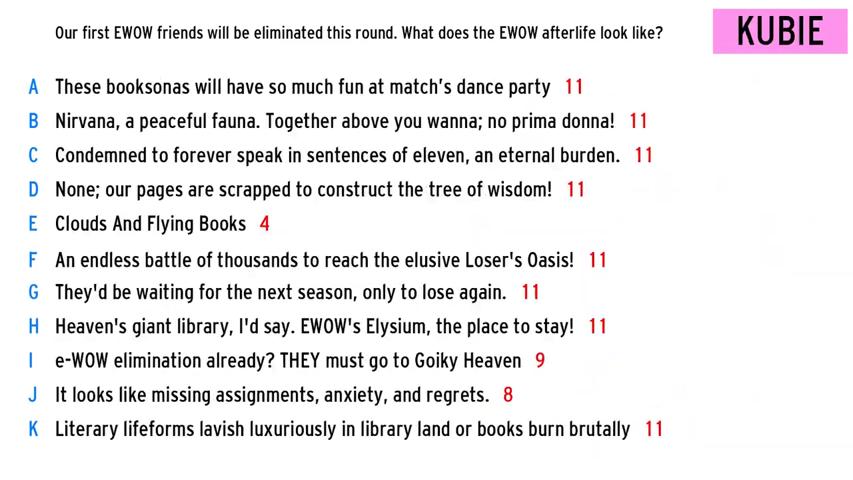 Our first EWOW friends will be eliminated this round. What does the EWOW afterlife look like?
KUBIE
A These booksonas will have so much fun at match's dance party 11
B Nirvana, a peaceful fauna. Together above you wanna; no prima donna! 11
C Condemned to forever speak in sentences of eleven, an eternal burden. 11
D None; our pages are scrapped to construct the tree of wisdom! 11
E Clouds And Flying Books 4
F An endless battle of thousands to reach the elusive Loser's Oasis! 11
G They'd be waiting for the next season, only to lose again. 11
H Heaven's giant library, I'd say. EWOW's Elysium, the place to stay! 11
I e-WOW elimination already? THEY must go to Goiky Heaven 9
J It looks like missing assignments, anxiety, and regrets. 8
K Literary lifeforms lavish luxuriously in library land or books burn brutally 11